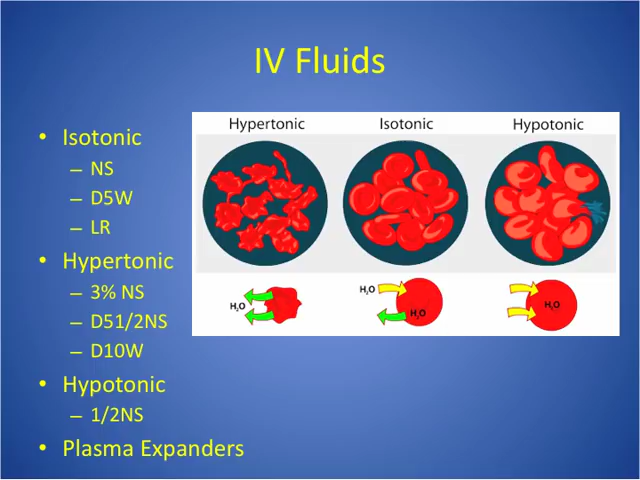 IV Fluids
• Isotonic
– NS
– D5W
– LR
• Hypertonic
– 3% NS
– D51/2NS
– D10W
• Hypotonic
– 1/2NS
• Plasma Expanders
Hypertonic Isotonic Hypotonic
H₂O H₂O H₂O H₂O